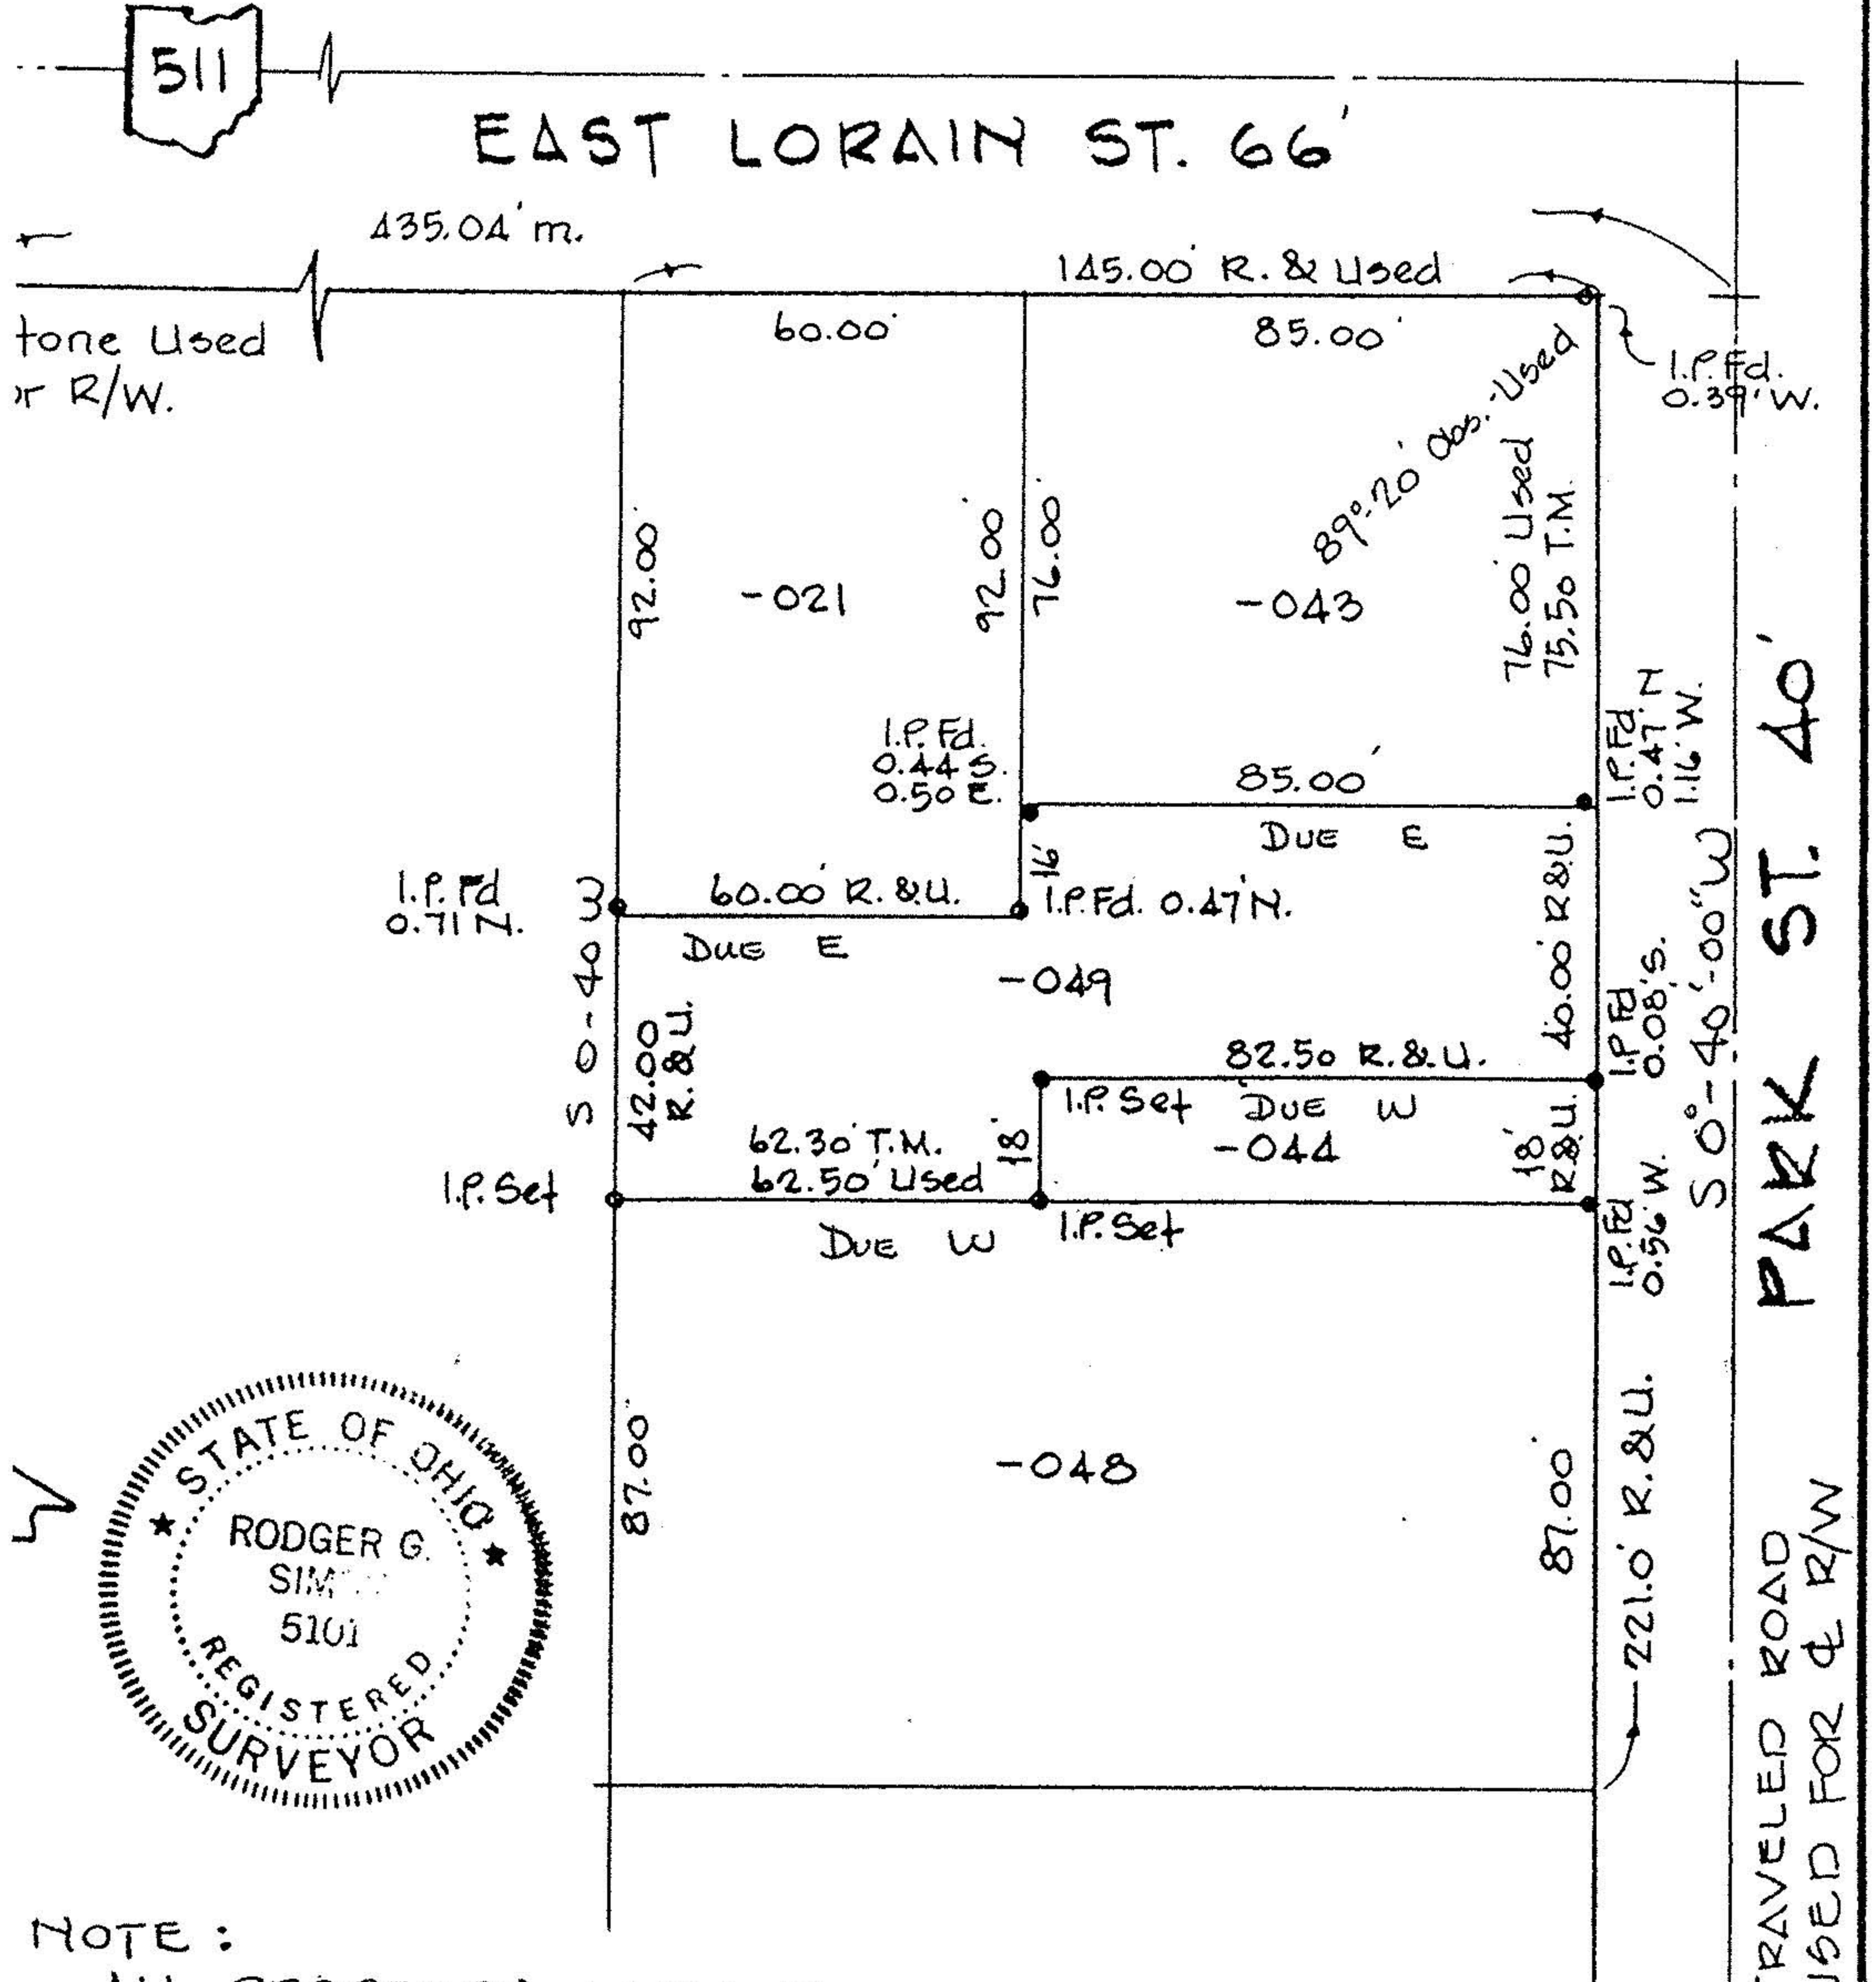 511
EAST LORAIN ST. 66'
435.04' m.
145.00' R. & Used
60.00'
85.00'
tone Used
R/W.
I.P. Fd.
0.39' W.
89°-20' Obs.-Used
76.00' Used
75.50 T.M.
92.00'
-021
92.00'
76.00'
-043
I.P. Fd.
0.44 S.
0.50 E.
85.00'
DUE E
I.P. Fd
0.47' N
1.16' W.
I.P. Fd
0.71 N.
60.00' R. & U.
16'
I.P. Fd. 0.47' N.
DUE E
S 0-40 W
-049
40.00' R&U.
42.00
R. & U.
82.50 R. & U.
I.P. Fd
0.08' S.
S 0°-40'-00" W
PARK ST. 40'
I.P. Set DUE W
62.30' T.M.
62.50' Used
18'
-044
18'
R&U.
I.P. Set
DUE W
I.P. Set
I.P. Fd
0.56' W.
87.00'
-048
87.00'
221.0' R. & U.
STATE OF OHIO
RODGER G.
SIM
5101
REGISTERED
SURVEYOR
TRAVELED ROAD
USED FOR ℄ R/W
NOTE :